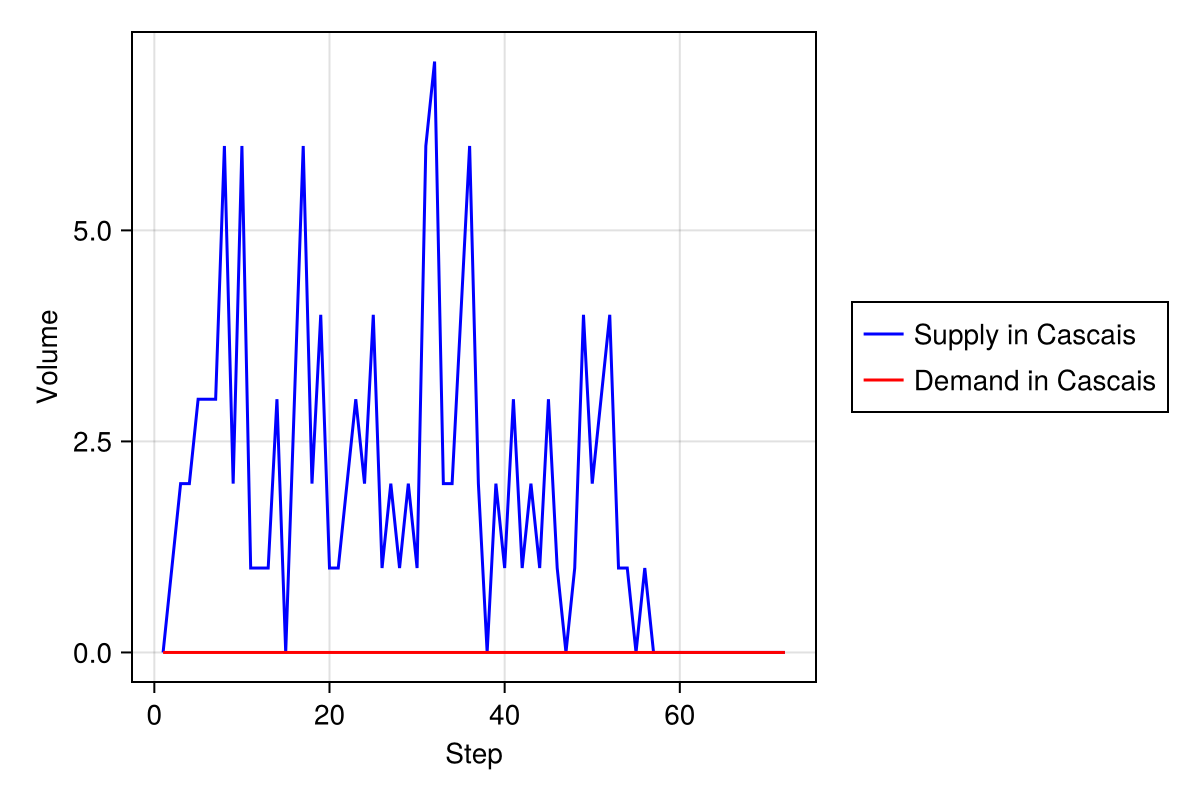 Volume
5.0
2.5
0.0
0 20 40 60
Step
Supply in Cascais
Demand in Cascais